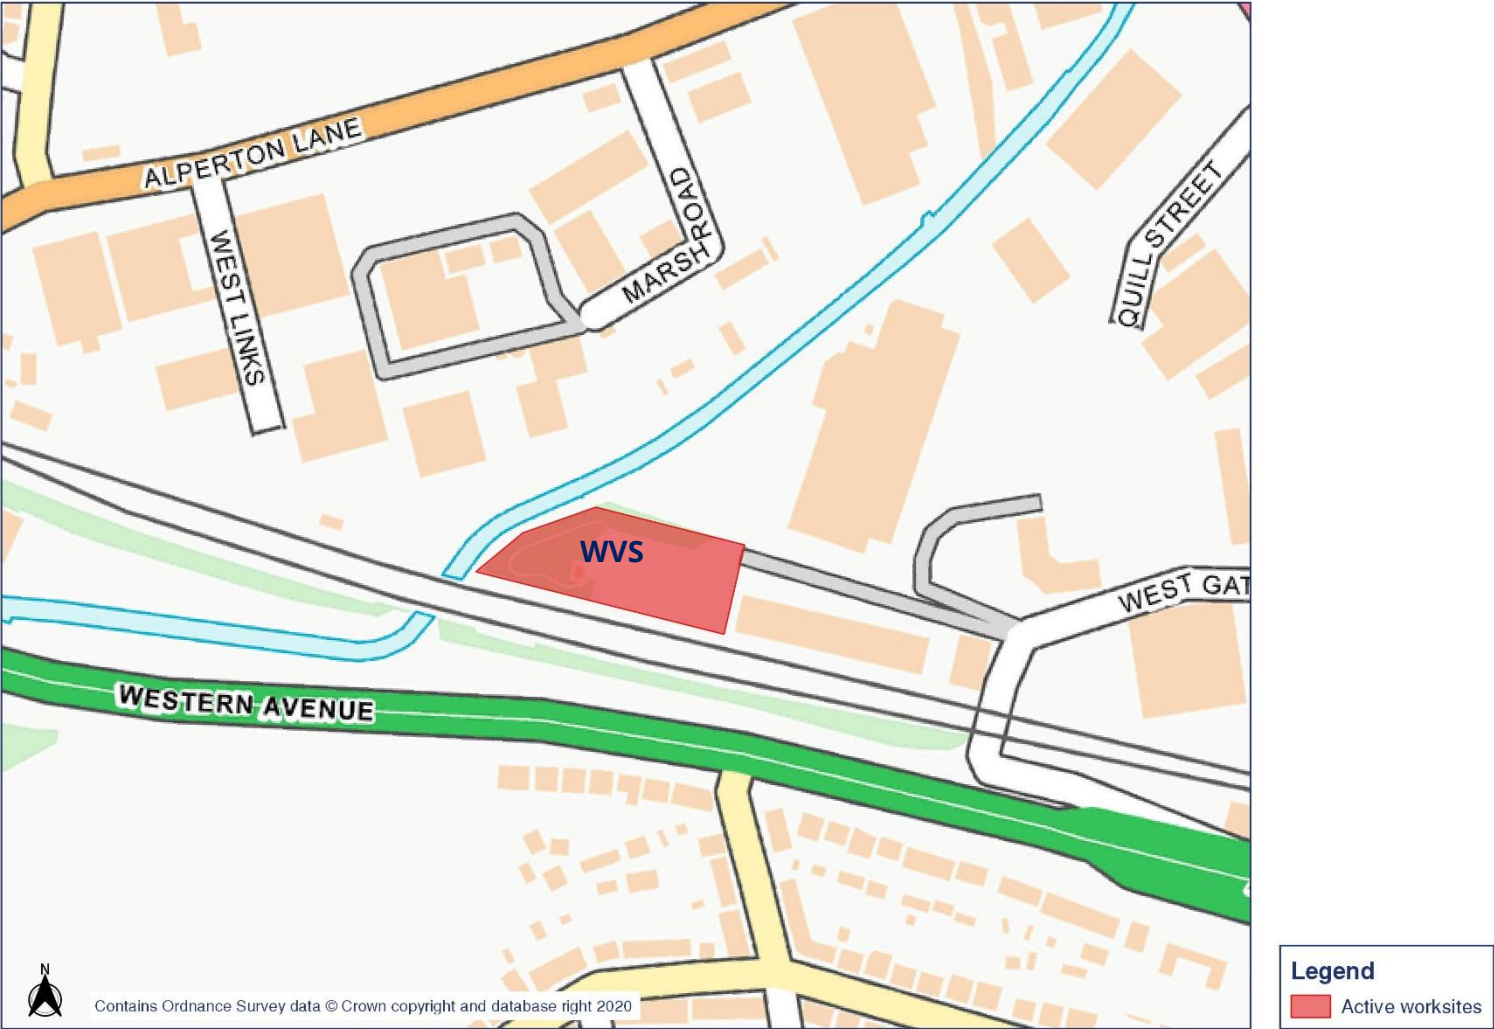 ALPERTON LANE
WEST LINKS
MARSH ROAD
QUILL STREET
WVS
WEST GAT
WESTERN AVENUE
N
Contains Ordnance Survey data © Crown copyright and database right 2020
Legend
Active worksites